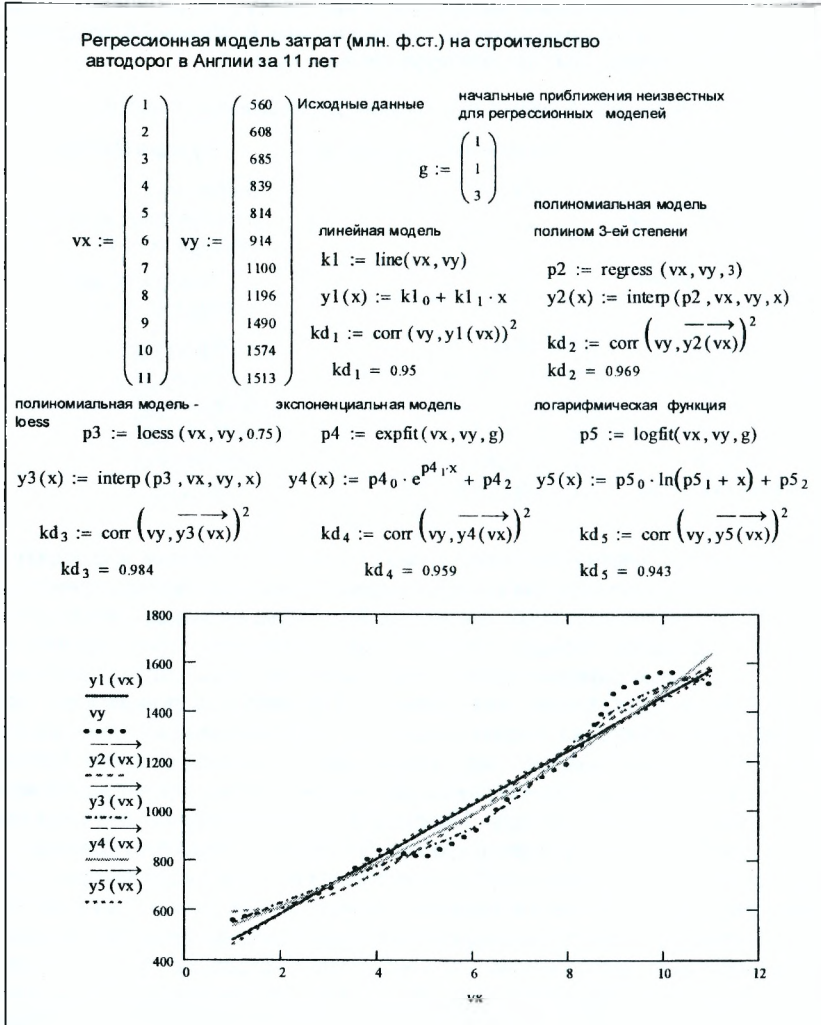 Регрессионная модель затрат (млн. ф.ст.) на строительство
автодорог в Англии за 11 лет
Исходные данные
начальные приближения неизвестных
для регрессионных моделей
vx := (1 2 3 4 5 6 7 8 9 10 11)
vy := (560 608 685 839 814 914 1100 1196 1490 1574 1513)
g := (1 1 3)
линейная модель
k1 := line(vx, vy)
y1(x) := k1₀ + k1₁ · x
kd₁ := corr (vy, y1(vx))²
kd₁ = 0.95
полиномиальная модель
полином 3-ей степени
p2 := regress (vx, vy, 3)
y2(x) := interp(p2, vx, vy, x)
kd₂ := corr (vy, y2(vx))²
kd₂ = 0.969
полиномиальная модель -
loess
p3 := loess (vx, vy, 0.75)
y3(x) := interp(p3, vx, vy, x)
kd₃ := corr (vy, y3(vx))²
kd₃ = 0.984
экспоненциальная модель
p4 := expfit(vx, vy, g)
y4(x) := p4₀ · e^(p4₁·x) + p4₂
kd₄ := corr (vy, y4(vx))²
kd₄ = 0.959
логарифмическая функция
p5 := logfit(vx, vy, g)
y5(x) := p5₀ · ln(p5₁ + x) + p5₂
kd₅ := corr (vy, y5(vx))²
kd₅ = 0.943
y1(vx)
vy
y2(vx)
y3(vx)
y4(vx)
y5(vx)
1800
1600
1400
1200
1000
800
600
400
0 2 4 6 8 10 12
vx